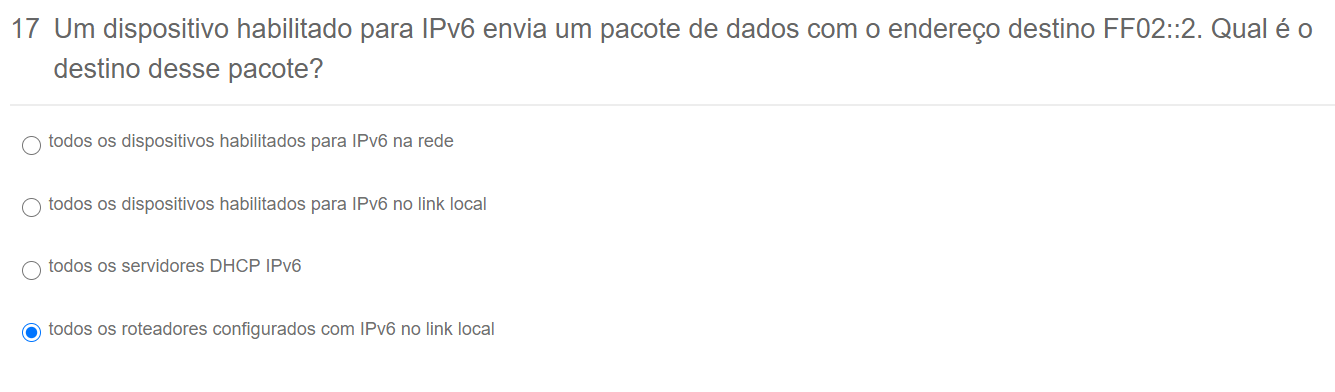 17 Um dispositivo habilitado para IPv6 envia um pacote de dados com o endereço destino FF02::2. Qual é o
destino desse pacote?
todos os dispositivos habilitados para IPv6 na rede
todos os dispositivos habilitados para IPv6 no link local
todos os servidores DHCP IPv6
todos os roteadores configurados com IPv6 no link local